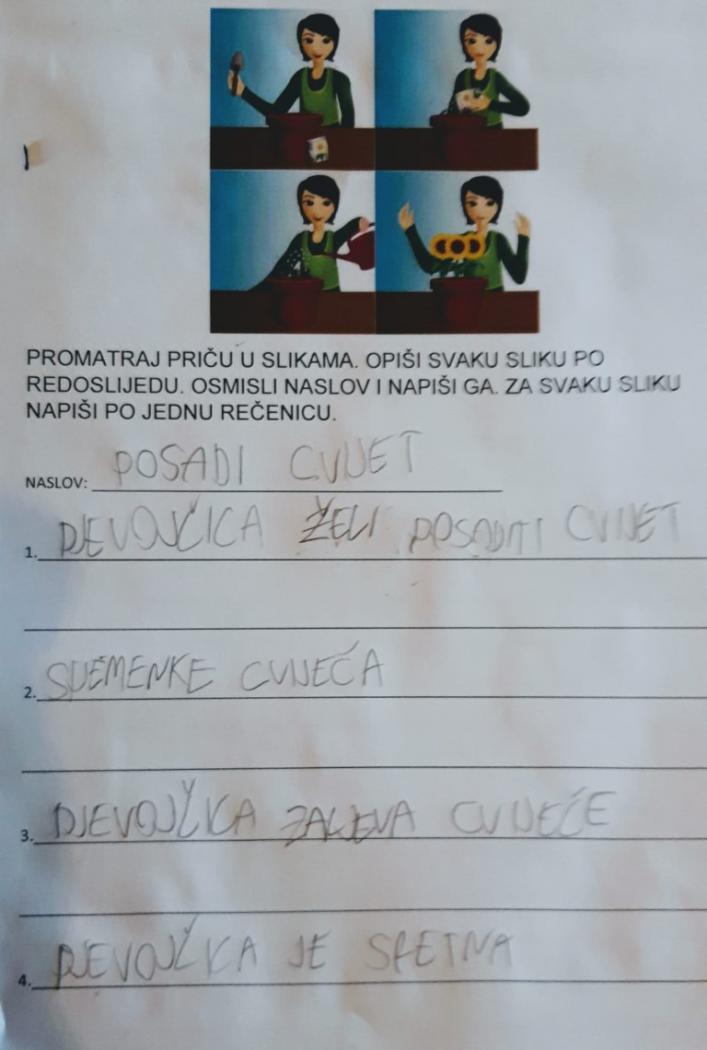 PROMATRAJ PRIČU U SLIKAMA. OPIŠI SVAKU SLIKU PO
REDOSLIJEDU. OSMISLI NASLOV I NAPIŠI GA. ZA SVAKU SLIKU
NAPIŠI PO JEDNU REČENICU.
NASLOV: POSADI CVIJET
1. DJEVOJČICA ŽELI POSADITI CVIJET
2. SJEMENKE CVIJEĆA
3. DJEVOJČICA ZALJEVA CVIJEĆE
4. DJEVOJČICA JE SRETNA